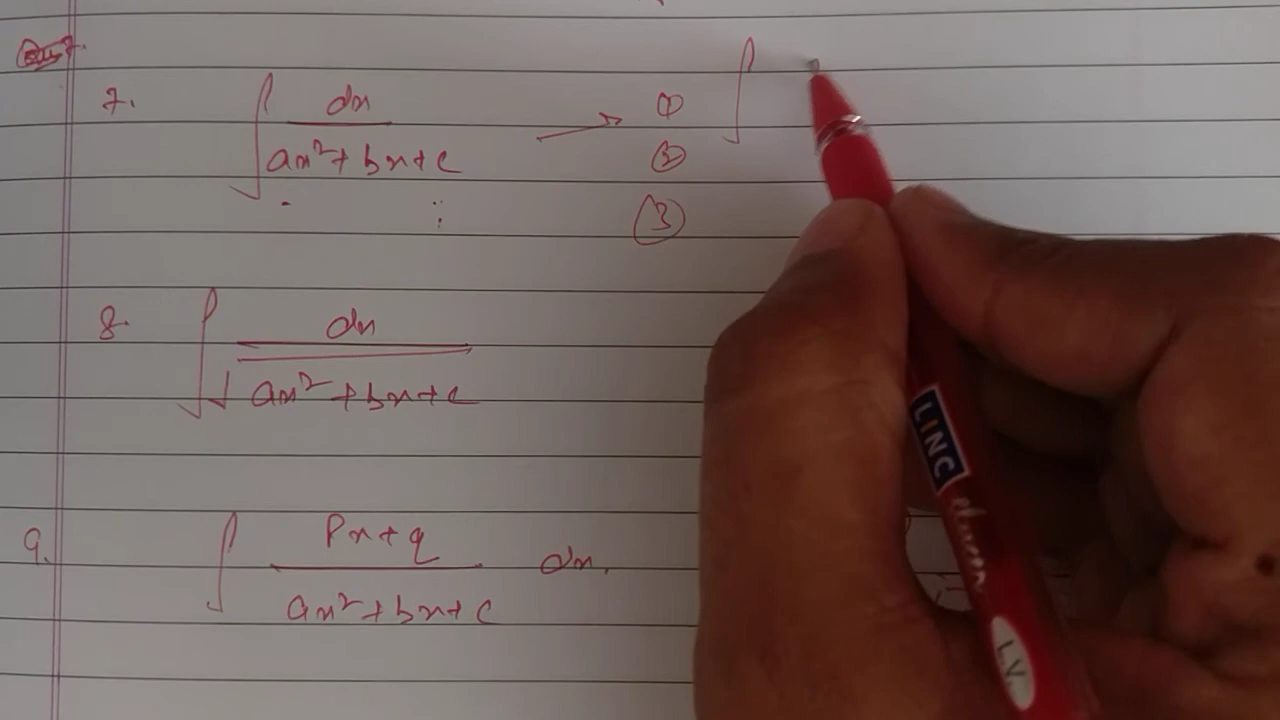 7. ∫ dx / ax² + bx + c → ① ∫
②
③
8. ∫ dx / √ax² + bx + c
9. ∫ Px + q / ax² + bx + c dx.
LINC
L.V.